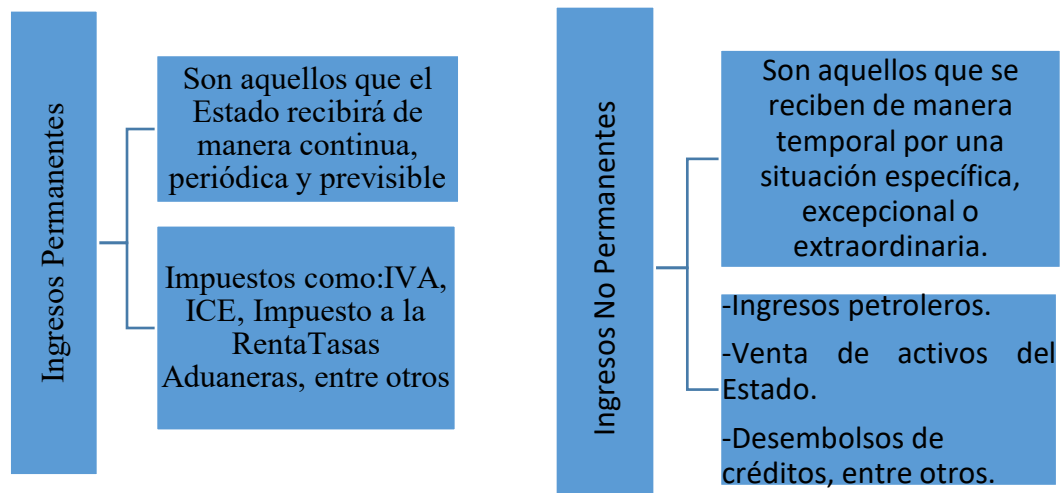 Ingresos Permanentes
Son aquellos que el
Estado recibirá de
manera continua,
periódica y previsible
Impuestos como:IVA,
ICE, Impuesto a la
RentaTasas
Aduaneras, entre otros
Ingresos No Permanentes
Son aquellos que se
reciben de manera
temporal por una
situación específica,
excepcional o
extraordinaria.
-Ingresos petroleros.
-Venta de activos del
Estado.
-Desembolsos de
créditos, entre otros.